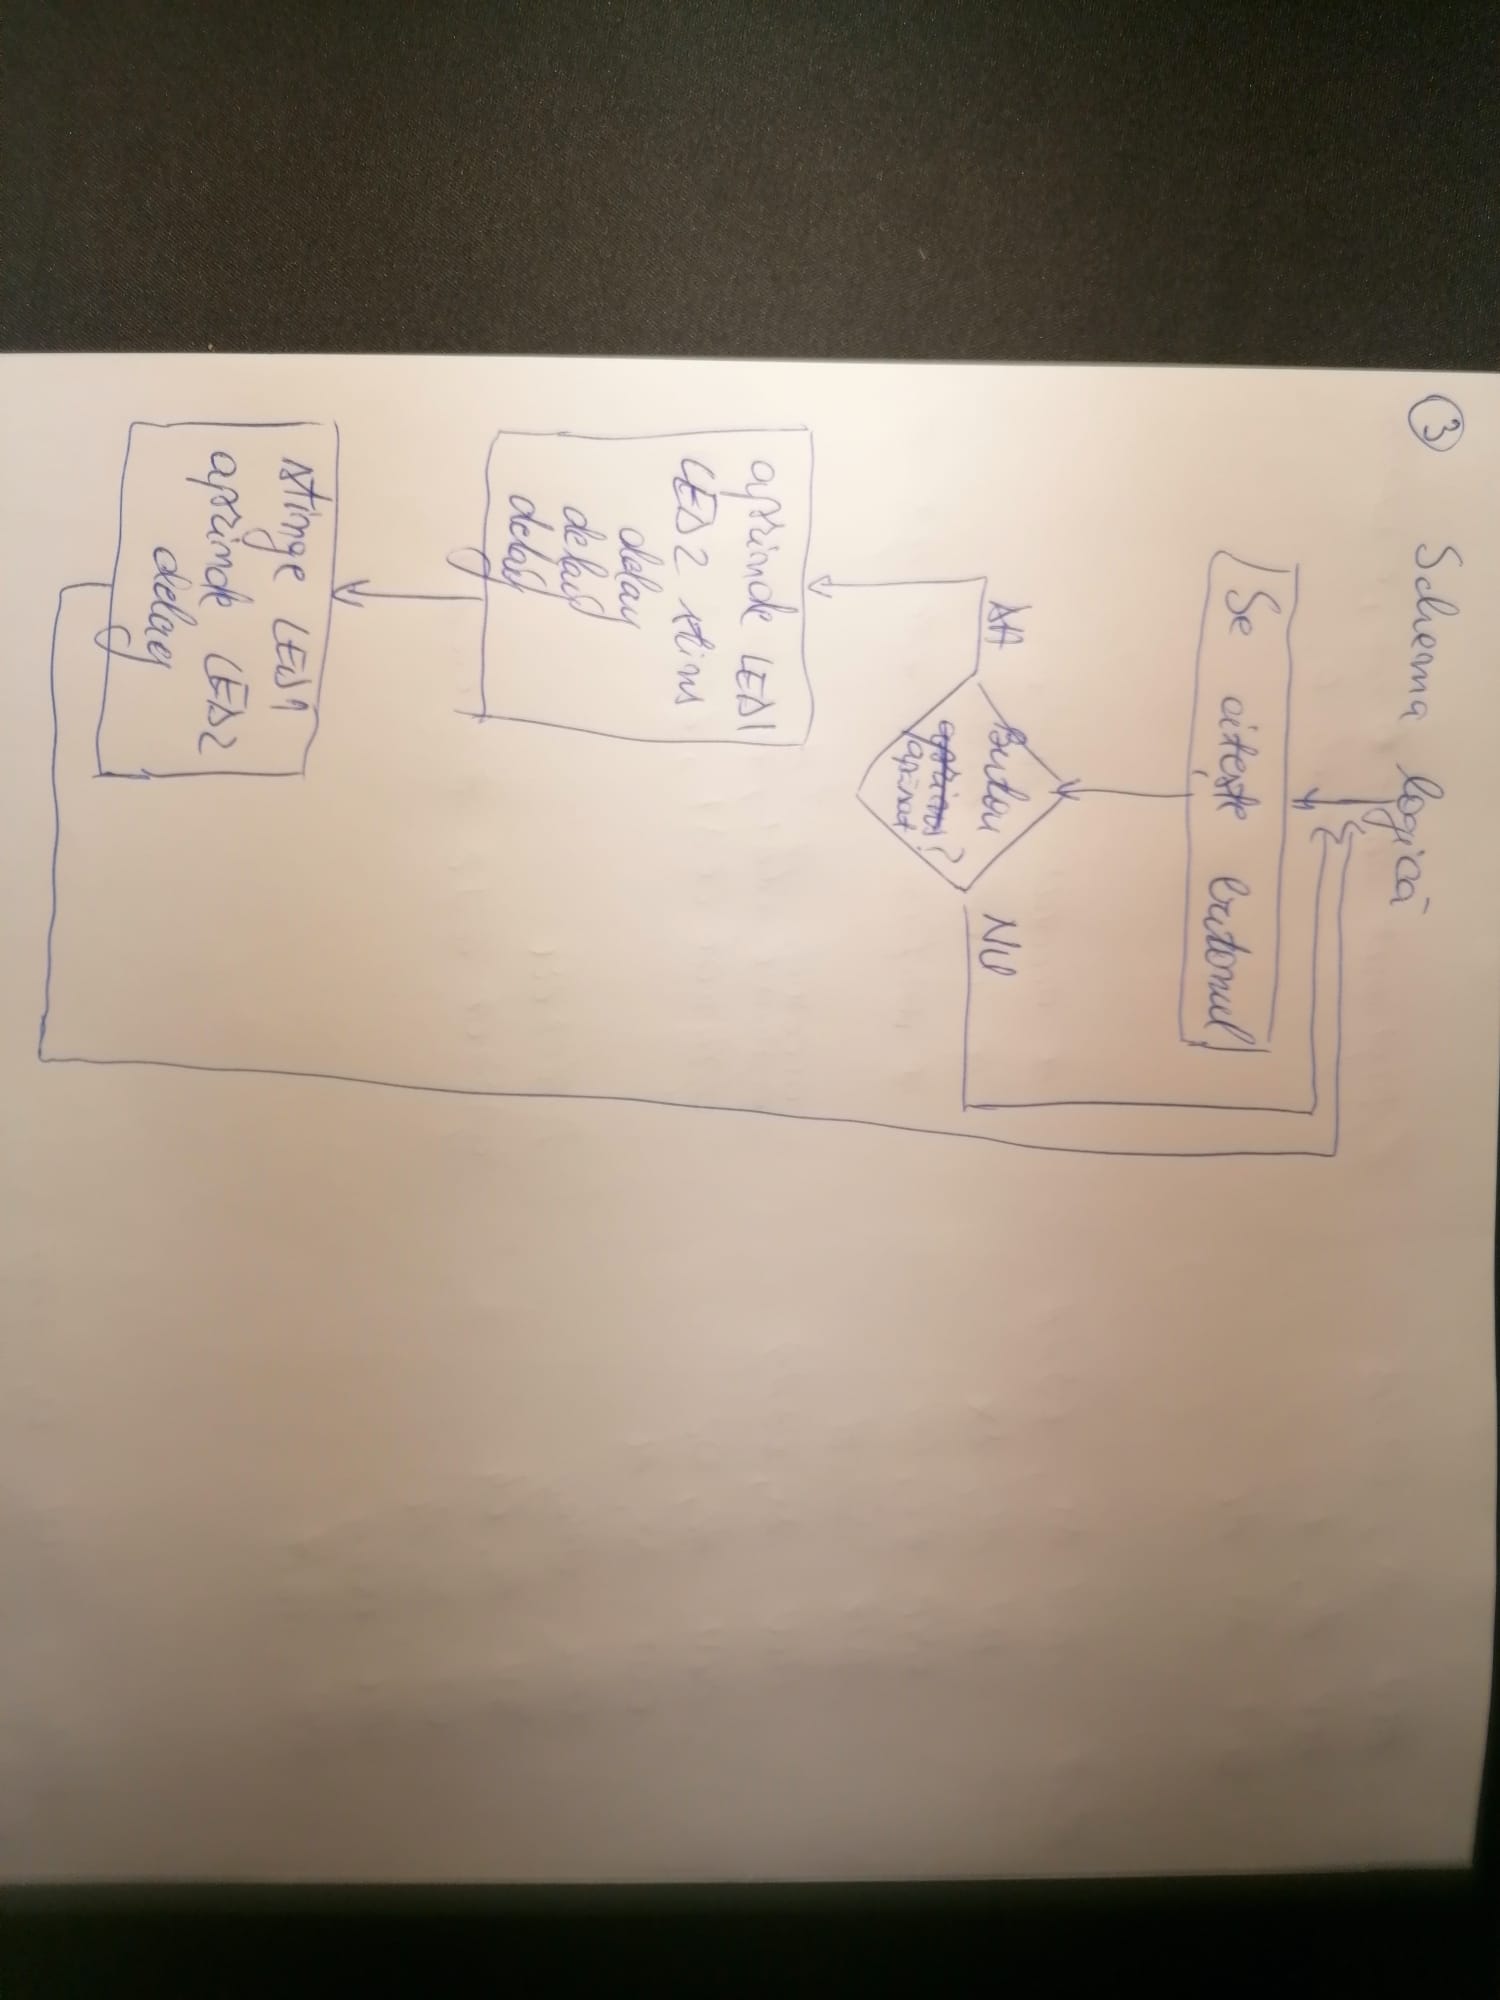 3 Schema logică
Se citește butonul
DA
Buton
NU
aprins?
apăsat
aprinde LED1
LED2 stins
delay
delay
delay
stinge LED1
aprinde LED2
delay